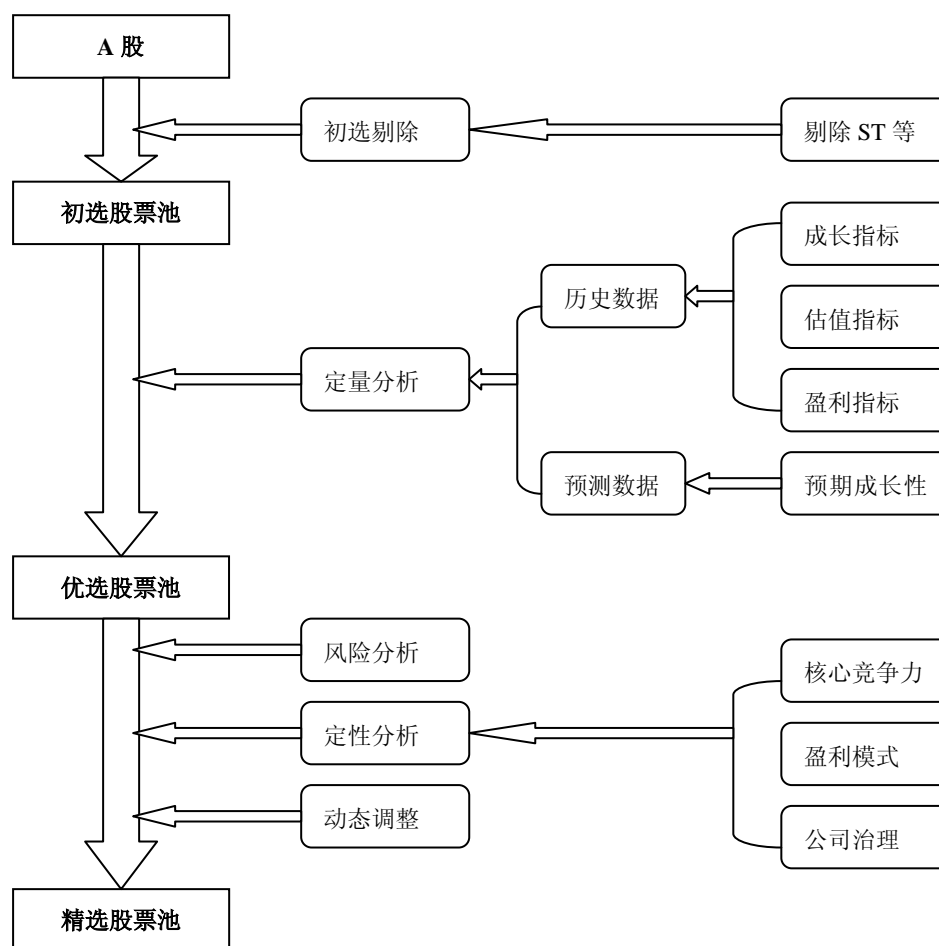 A 股
初选剔除
剔除 ST 等
初选股票池
成长指标
历史数据
估值指标
定量分析
盈利指标
预测数据
预期成长性
优选股票池
风险分析
核心竞争力
定性分析
盈利模式
动态调整
公司治理
精选股票池